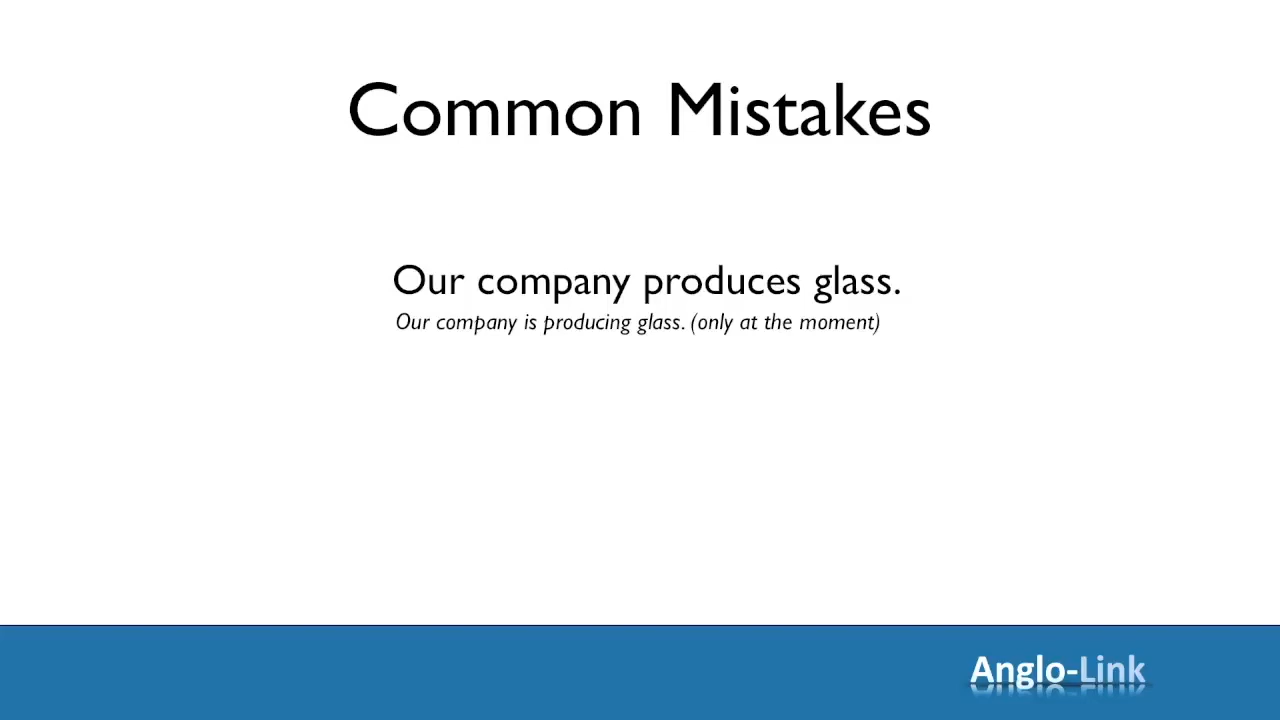 Common Mistakes
Our company produces glass.
Our company is producing glass. (only at the moment)
Anglo-Link